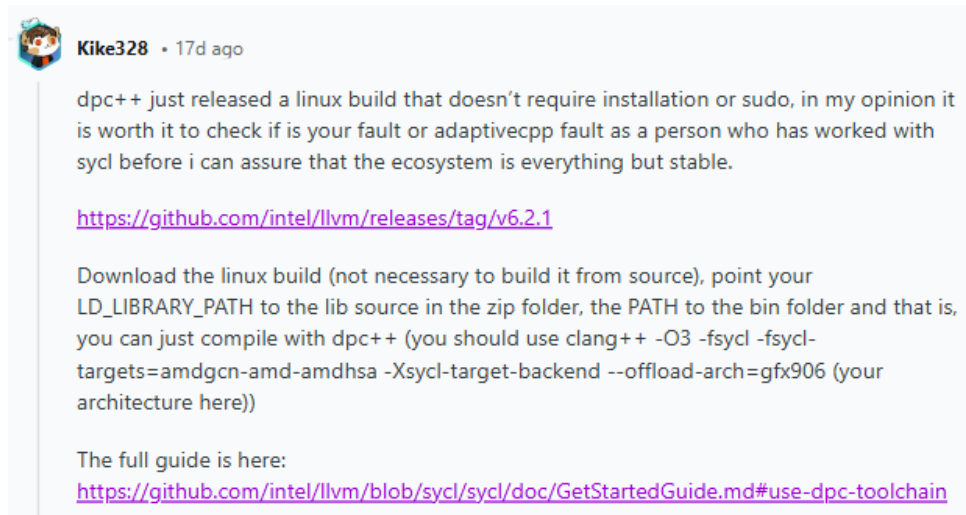 Kike328 • 17d ago
dpc++ just released a linux build that doesn’t require installation or sudo, in my opinion it
is worth it to check if is your fault or adaptivecpp fault as a person who has worked with
sycl before i can assure that the ecosystem is everything but stable.
https://github.com/intel/llvm/releases/tag/v6.2.1
Download the linux build (not necessary to build it from source), point your
LD_LIBRARY_PATH to the lib source in the zip folder, the PATH to the bin folder and that is,
you can just compile with dpc++ (you should use clang++ -O3 -fsycl -fsycl-
targets=amdgcn-amd-amdhsa -Xsycl-target-backend --offload-arch=gfx906 (your
architecture here))
The full guide is here:
https://github.com/intel/llvm/blob/sycl/sycl/doc/GetStartedGuide.md#use-dpc-toolchain